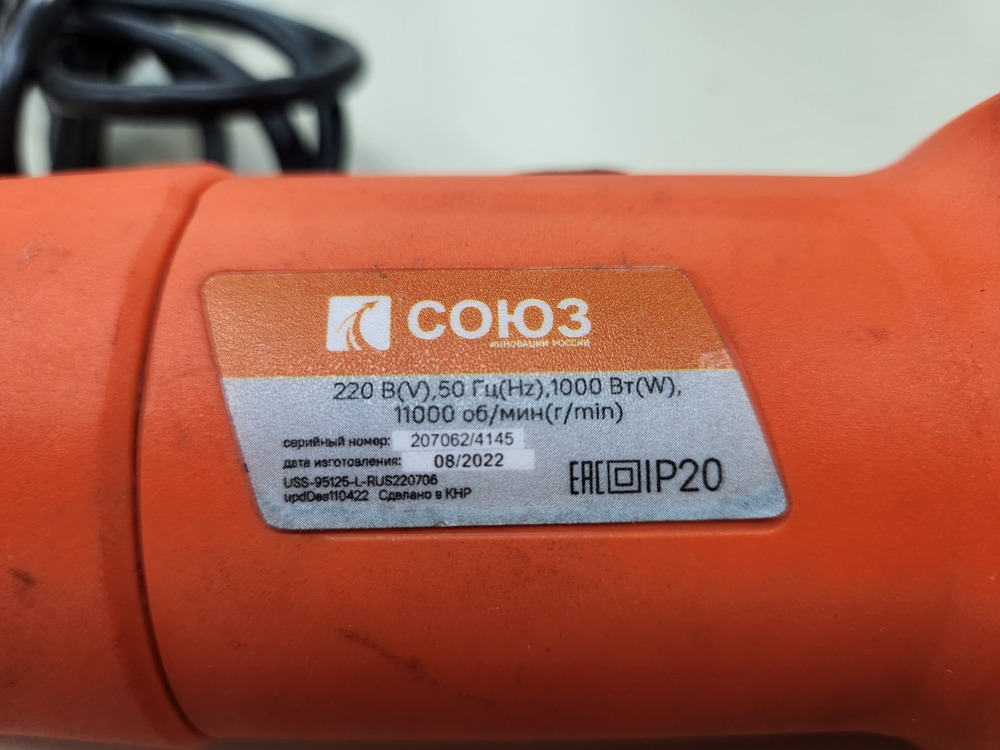 СОЮЗ
ИННОВАЦИИ РОССИИ
220 В(V),50 Гц(Hz),1000 Вт(W),
11000 об/мин(r/min)
серийный номер: 207062/4145
дата изготовления: 08/2022
USS-95125-L-RUS220706
updDes110422 Сделано в КНР
EAC IP20